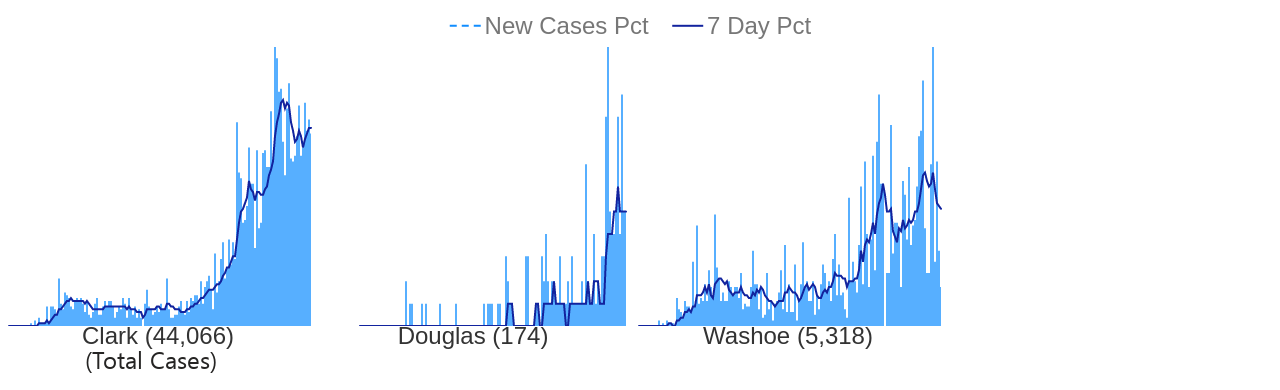 New Cases Pct 7 Day Pct
Clark (44,066) Douglas (174) Washoe (5,318)
(Total Cases)